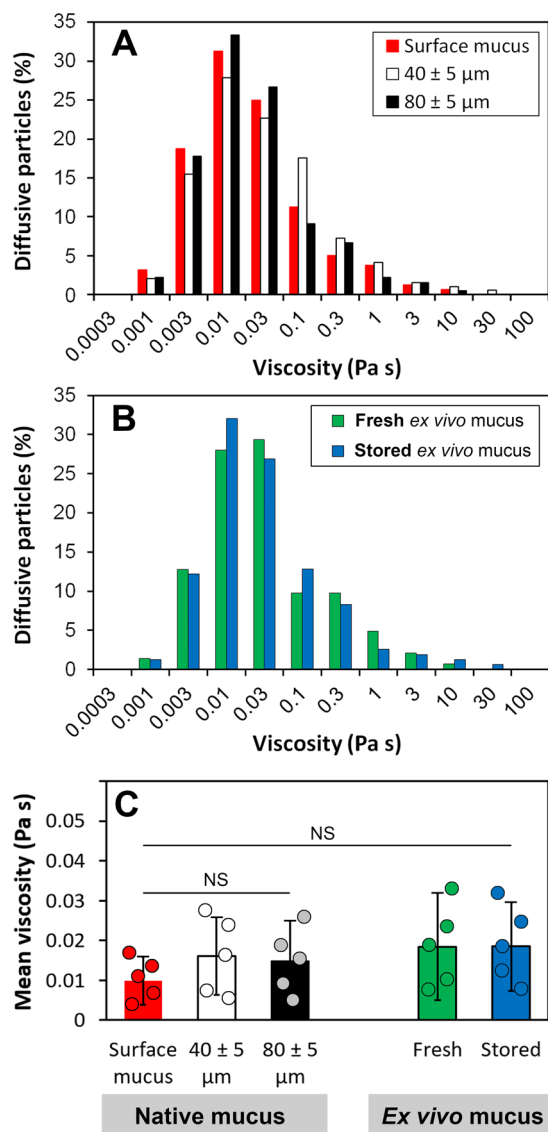 A
Surface mucus
40 ± 5 µm
80 ± 5 µm
35
30
25
20
15
10
5
0
Diffusive particles (%)
0.0003
0.001
0.003
0.01
0.03
0.1
0.3
1
3
10
30
100
Viscosity (Pa s)
B
Fresh ex vivo mucus
Stored ex vivo mucus
35
30
25
20
15
10
5
0
Diffusive particles (%)
0.0003
0.001
0.003
0.01
0.03
0.1
0.3
1
3
10
30
100
Viscosity (Pa s)
C
0.05
0.04
0.03
0.02
0.01
0
Mean viscosity (Pa s)
NS
NS
Surface
mucus
40 ± 5
µm
80 ± 5
µm
Fresh
Stored
Native mucus
Ex vivo mucus